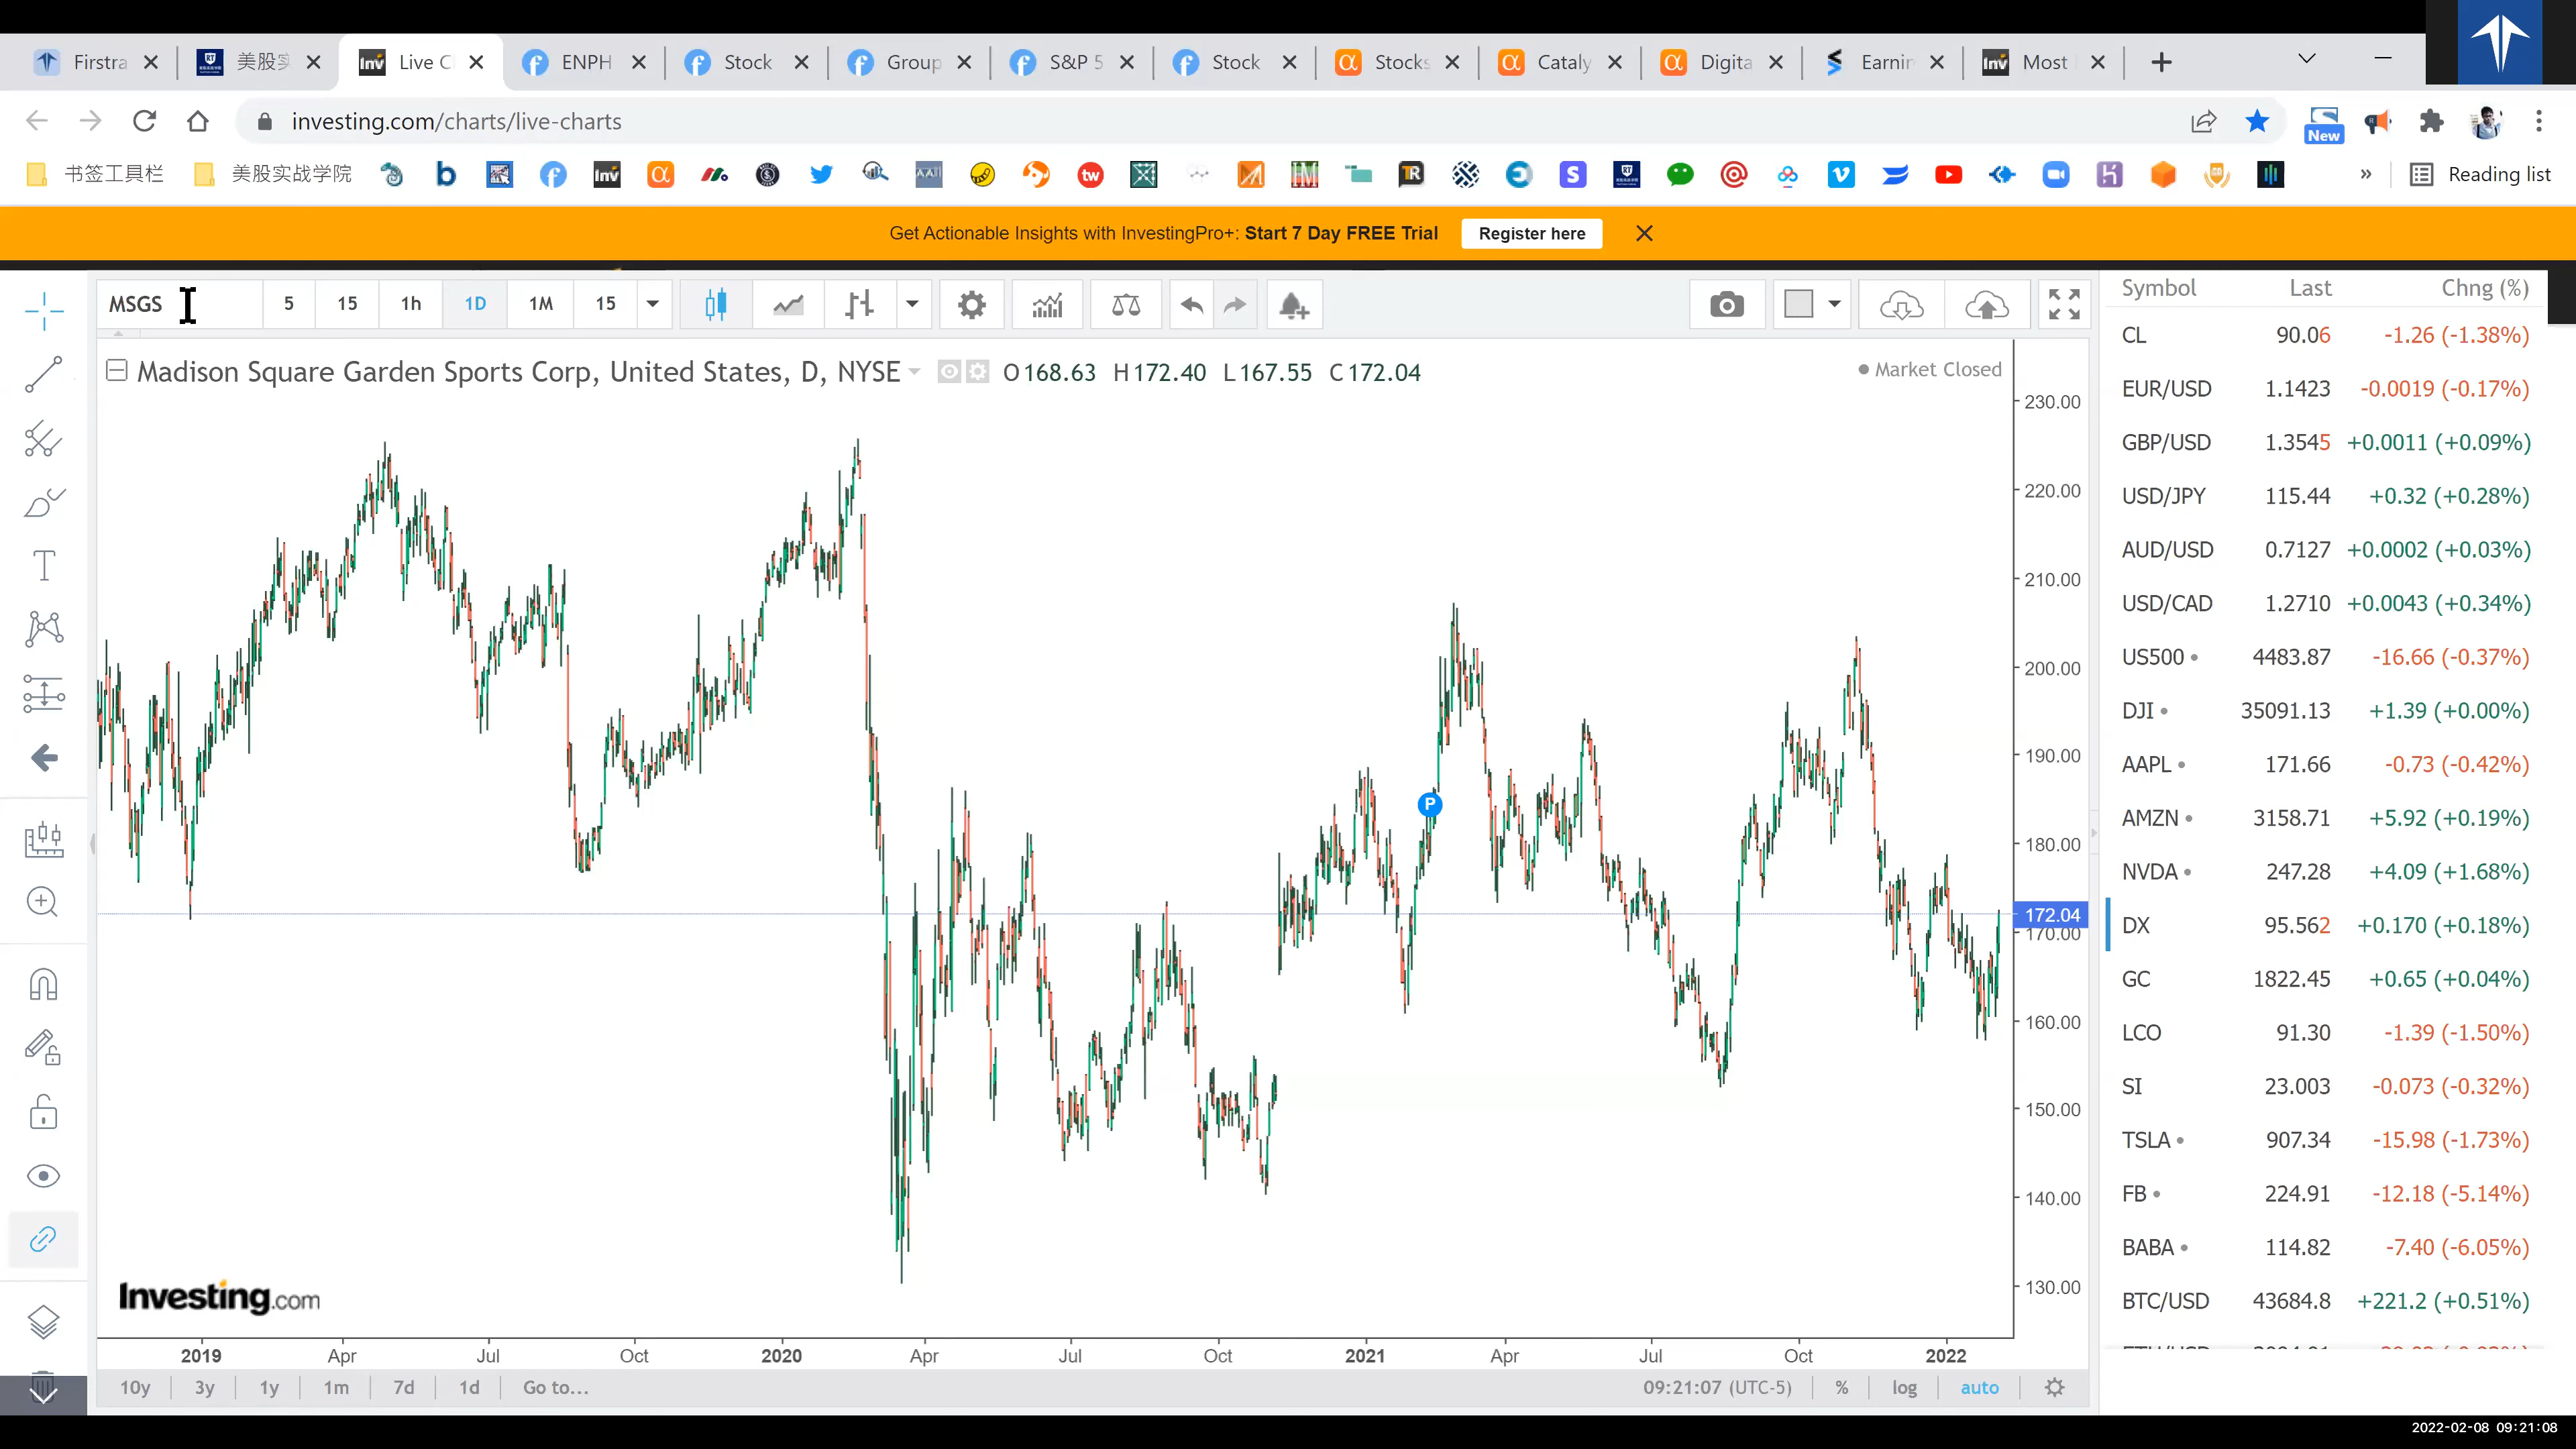 Firstra 美股实 Live C ENPH Stock Group S&P 5 Stock Stocks Cataly Digita Earnin Most
investing.com/charts/live-charts
New
书签工具栏 美股实战学院 Reading list
Get Actionable Insights with InvestingPro+: Start 7 Day FREE Trial Register here
MSGS 5 15 1h 1D 1M 15
Symbol Last Chng (%)
Madison Square Garden Sports Corp, United States, D, NYSE O168.63 H172.40 L167.55 C172.04
Market Closed
CL 90.06 -1.26 (-1.38%)
EUR/USD 1.1423 -0.0019 (-0.17%)
GBP/USD 1.3545 +0.0011 (+0.09%)
USD/JPY 115.44 +0.32 (+0.28%)
AUD/USD 0.7127 +0.0002 (+0.03%)
USD/CAD 1.2710 +0.0043 (+0.34%)
US500 4483.87 -16.66 (-0.37%)
DJI 35091.13 +1.39 (+0.00%)
AAPL 171.66 -0.73 (-0.42%)
AMZN 3158.71 +5.92 (+0.19%)
NVDA 247.28 +4.09 (+1.68%)
DX 95.562 +0.170 (+0.18%)
GC 1822.45 +0.65 (+0.04%)
LCO 91.30 -1.39 (-1.50%)
SI 23.003 -0.073 (-0.32%)
TSLA 907.34 -15.98 (-1.73%)
FB 224.91 -12.18 (-5.14%)
BABA 114.82 -7.40 (-6.05%)
BTC/USD 43684.8 +221.2 (+0.51%)
230.00
220.00
210.00
200.00
190.00
180.00
172.04
170.00
160.00
150.00
140.00
130.00
P
Investing.com
2019 Apr Jul Oct 2020 Apr Jul Oct 2021 Apr Jul Oct 2022
10y 3y 1y 1m 7d 1d Go to... 09:21:07 (UTC-5) % log auto
2022-02-08 09:21:08